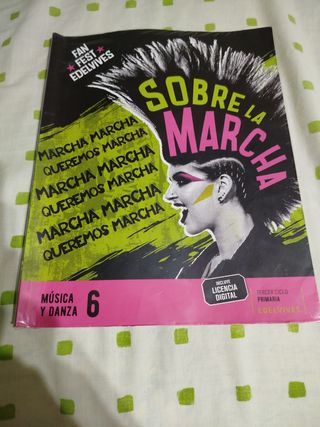 FAN
FEST
EDELVIVES
SOBRE LA
MARCHA
MARCHA MARCHA
QUEREMOS MARCHA
MARCHA MARCHA
QUEREMOS MARCHA
MARCHA MARCHA
QUEREMOS MARCHA
MÚSICA
Y DANZA 6
INCLUYE
LICENCIA
DIGITAL
TERCER CICLO
PRIMARIA
EDELVIVES